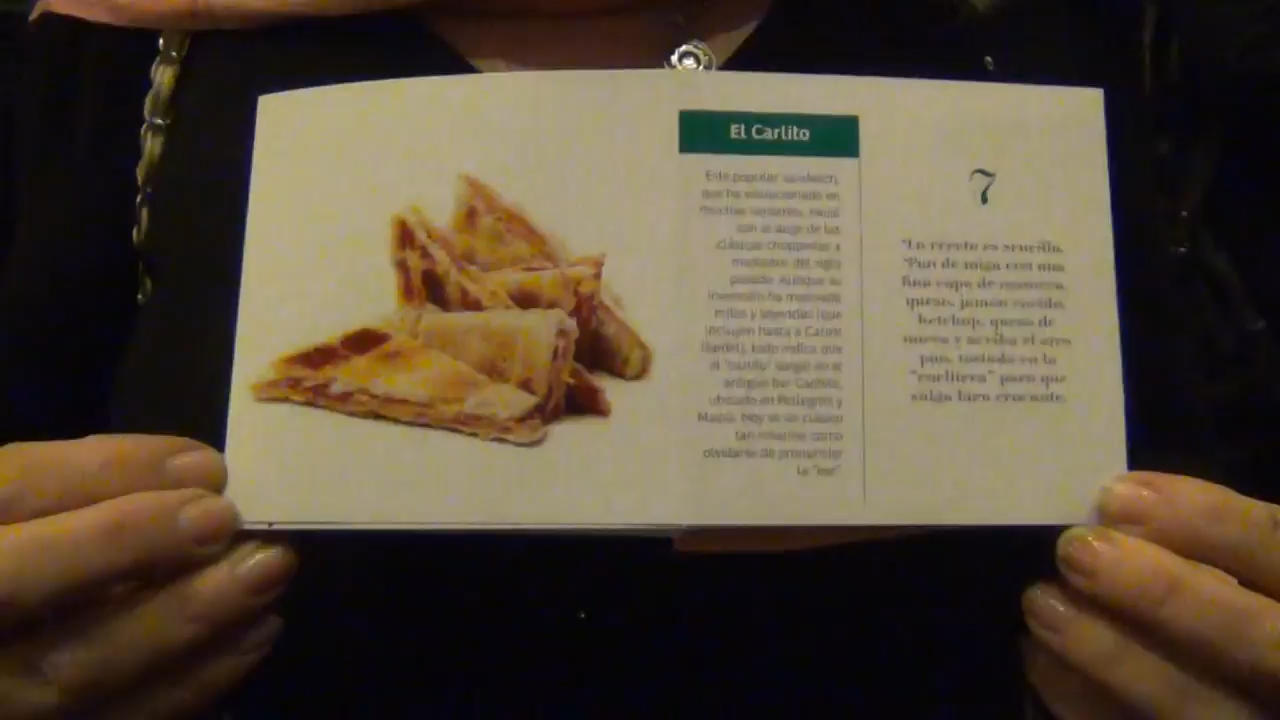 El Carlito
Este popular sandwich,
que ha evolucionado en
muchas variantes, nació
con el auge de las
clásicas chopperías a
mediados del siglo
pasado. Aunque su
invención ha motivado
mitos y leyendas (que
incluyen hasta a Carlos
Gardel), todo indica que
el "carlito" surgió en el
antiguo bar Cachito,
ubicado en Pellegrini y
Maipú. Hoy es un clásico
tan rosarino como
olvidarse de pronunciar
la "ese".
7
"La receta es sencilla.
"Pan de miga con una
fina capa de manteca,
queso, jamón cocido,
ketchup, queso de
nuevo y arriba el otro
pan, metido en la
"carlitera" para que
salga bien crocante.